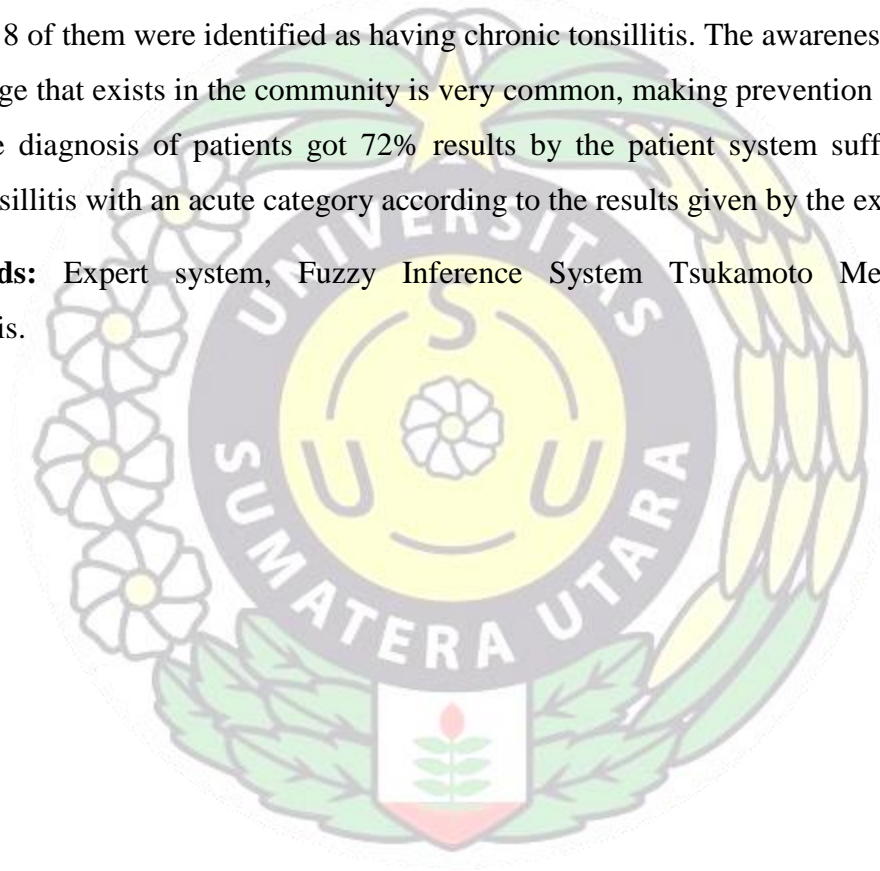 8 of them were identified as having chronic tonsillitis. The awarenes
ge that exists in the community is very common, making prevention
e diagnosis of patients got 72% results by the patient system suff
sillitis with an acute category according to the results given by the ex
ds: Expert system, Fuzzy Inference System Tsukamoto Me
is.
UNIVERSITAS
S
U U
SUMATERA UTARA